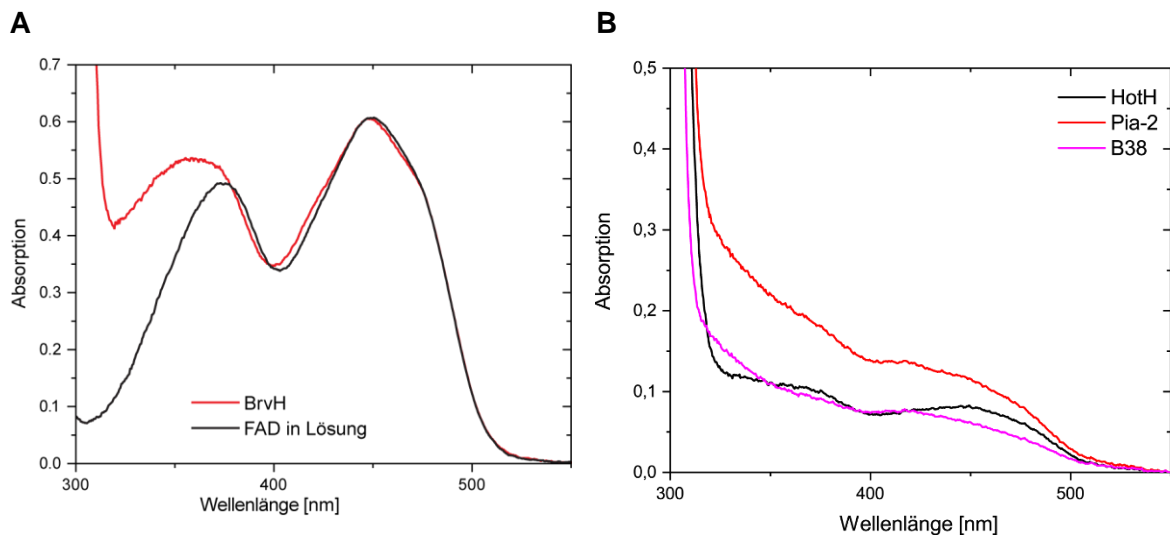 A
B
0.7
0.6
0.5
0.4
0.3
0.2
0.1
0.0
Absorption
300
400
500
Wellenlänge [nm]
BrvH
FAD in Lösung
0,5
0,4
0,3
0,2
0,1
0,0
Absorption
300
400
500
Wellenlänge [nm]
HotH
Pia-2
B38